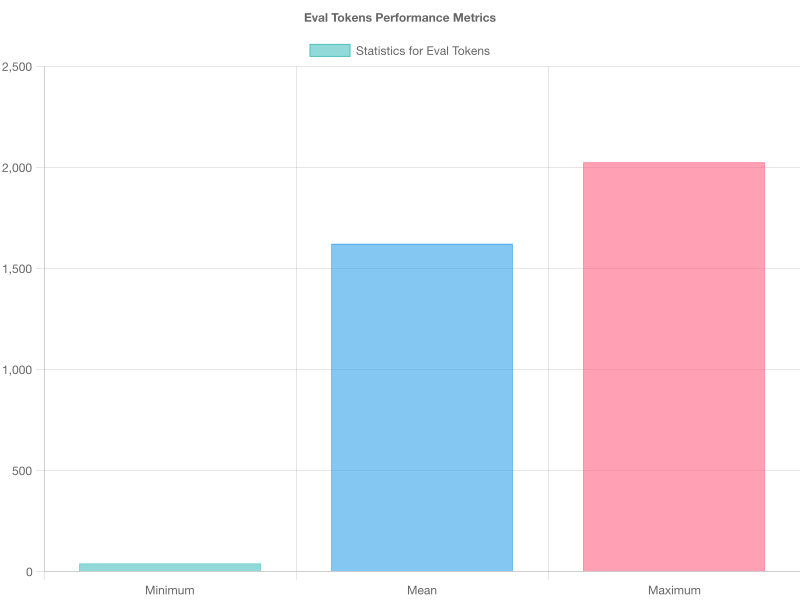 Eval Tokens Performance Metrics
Statistics for Eval Tokens
2,500
2,000
1,500
1,000
500
0
Minimum Mean Maximum